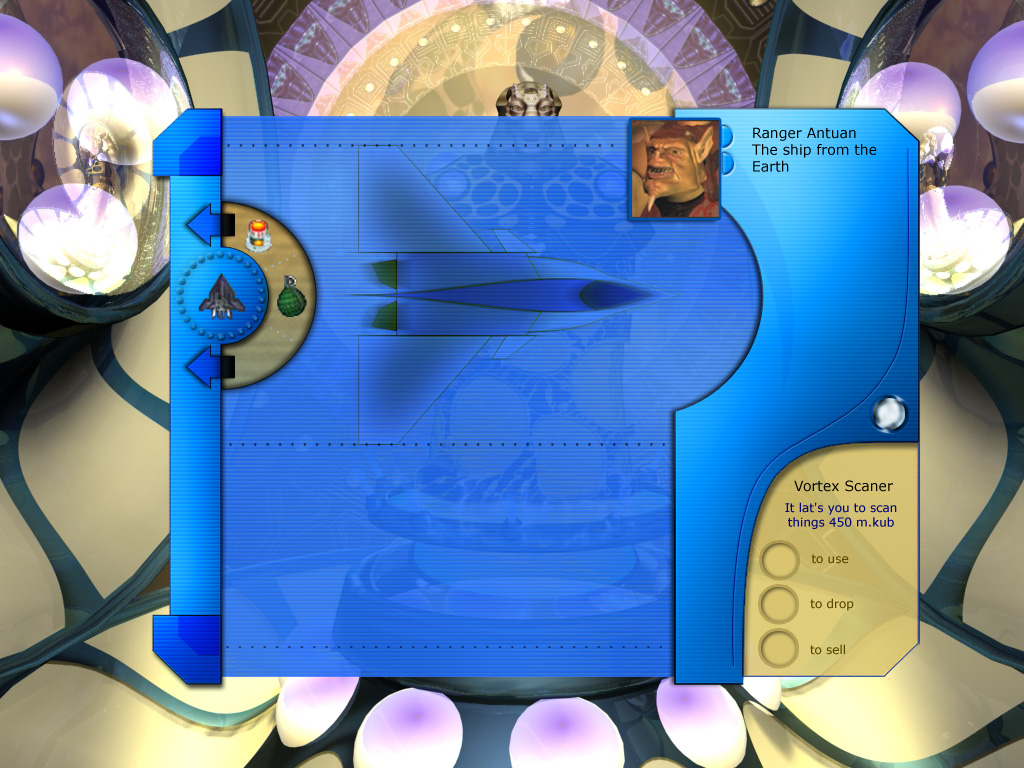 Ranger Antuan
The ship from the
Earth
Vortex Scaner
It lat's you to scan
things 450 m.kub
to use
to drop
to sell